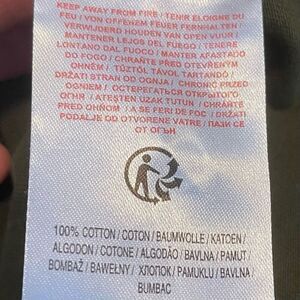 KEEP AWAY FROM FIRE / TENIR ELOIGNE DU
FEU / VON OFFENEM FEUER FERNHALTEN /
VERWIJDERD HOUDEN VAN OPEN VUUR /
MANTENER LEJOS DEL FUEGO / TENERE
LONTANO DAL FUOCO / MANTER AFASTADO
DO FOGO / CHRAŇTE PŘED OTEVŘENÝM
OHNĚM / TŰZTŐL TÁVOL TARTANDÓ /
DRŽATI STRAN OD OGNJA / CHRONIĆ PRZED
OGNIEM / ОСТЕРЕГАТЬСЯ ОТКРЫТОГО
ОГНЯ / ATEŞTEN UZAK TUTUN / CHRÁŇTE
PRED OHŇOM / A SE FERI DE FOC / DRŽATI
PODALJE OD OTVORENE VATRE / ПАЗИ СЕ
ОТ ОГЪН
100% COTTON / COTON / BAUMWOLLE / KATOEN /
ALGODON / COTONE / ALGODÃO / BAVLNA / PAMUT /
BOMBAŽ / BAWEŁNY / ХЛОПОК / PAMUKLU / BAVLNA /
BUMBAC